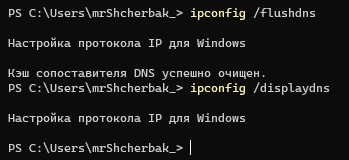 PS C:\Users\mrShcherbak_> ipconfig /flushdns
Настройка протокола IP для Windows
Кэш сопоставителя DNS успешно очищен.
PS C:\Users\mrShcherbak_> ipconfig /displaydns
Настройка протокола IP для Windows
PS C:\Users\mrShcherbak_>